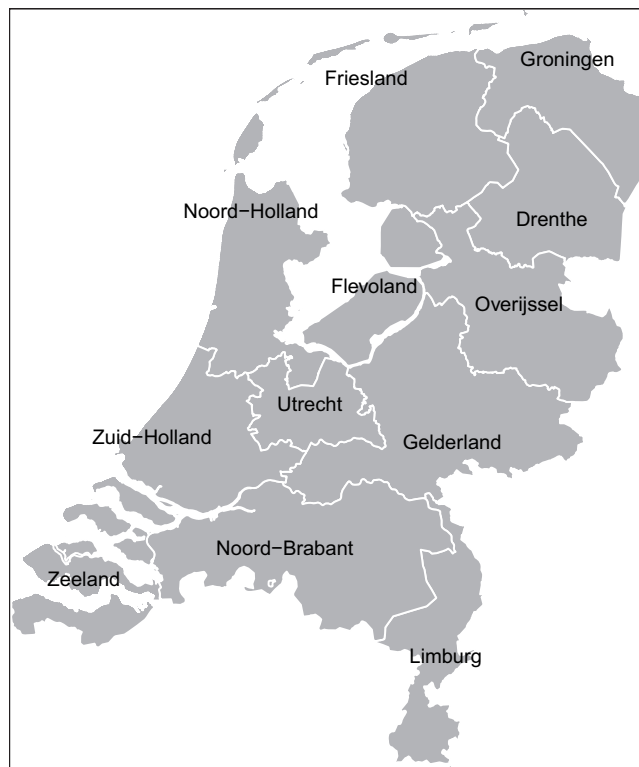 Groningen
Friesland
Noord−Holland
Drenthe
Flevoland
Overijssel
Utrecht
Zuid−Holland
Gelderland
Noord−Brabant
Zeeland
Limburg